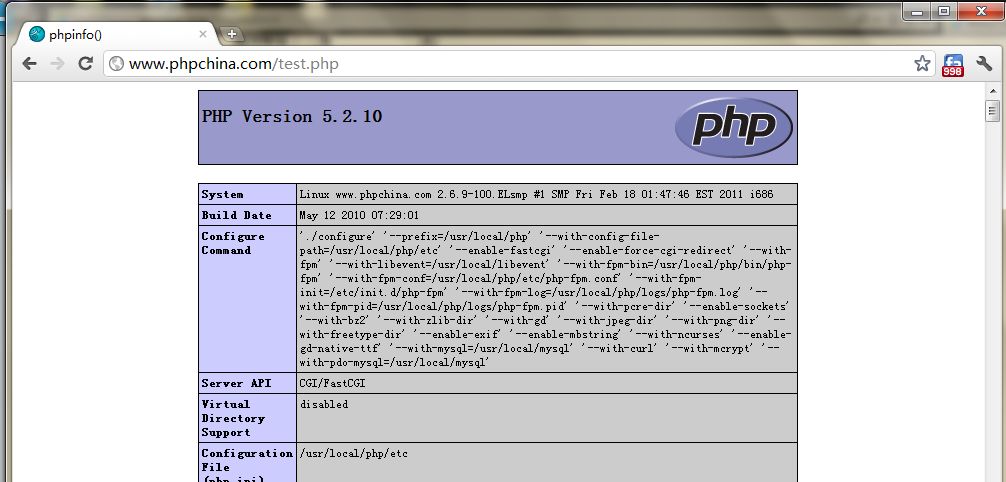 phpinfo()
www.phpchina.com/test.php
998
PHP Version 5.2.10
php
System
Linux www.phpchina.com 2.6.9-100.ELsmp #1 SMP Fri Feb 18 01:47:46 EST 2011 i686
Build Date
May 12 2010 07:29:01
Configure
Command
'./configure' '--prefix=/usr/local/php' '--with-config-file-
path=/usr/local/php/etc' '--enable-fastcgi' '--enable-force-cgi-redirect' '--with-
fpm' '--with-libevent=/usr/local/libevent' '--with-fpm-bin=/usr/local/php/bin/php-
fpm' '--with-fpm-conf=/usr/local/php/etc/php-fpm.conf' '--with-fpm-
init=/etc/init.d/php-fpm' '--with-fpm-log=/usr/local/php/logs/php-fpm.log' '--
with-fpm-pid=/usr/local/php/logs/php-fpm.pid' '--with-pcre-dir' '--enable-sockets'
'--with-bz2' '--with-zlib-dir' '--with-gd' '--with-jpeg-dir' '--with-png-dir' '--
with-freetype-dir' '--enable-exif' '--enable-mbstring' '--with-ncurses' '--enable-
gd-native-ttf' '--with-mysql=/usr/local/mysql' '--with-curl' '--with-mcrypt' '--
with-pdo-mysql=/usr/local/mysql'
Server API
CGI/FastCGI
Virtual
Directory
Support
disabled
Configuration
File
(php.ini)
/usr/local/php/etc